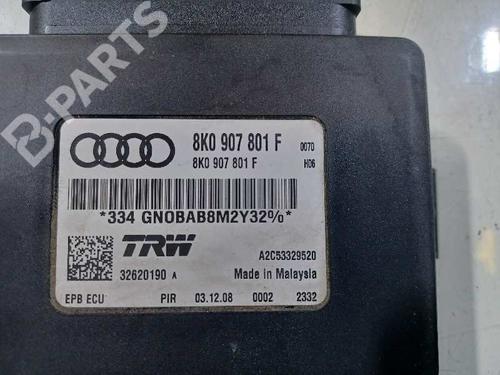 B-PARTS
8K0 907 801 F 0070
8K0 907 801 F H06
*334 GNOBAB8M2Y32%*
TRW A2C53329520
32620190 A Made in Malaysia
EPB ECU PIR 03.12.08 0002 2332